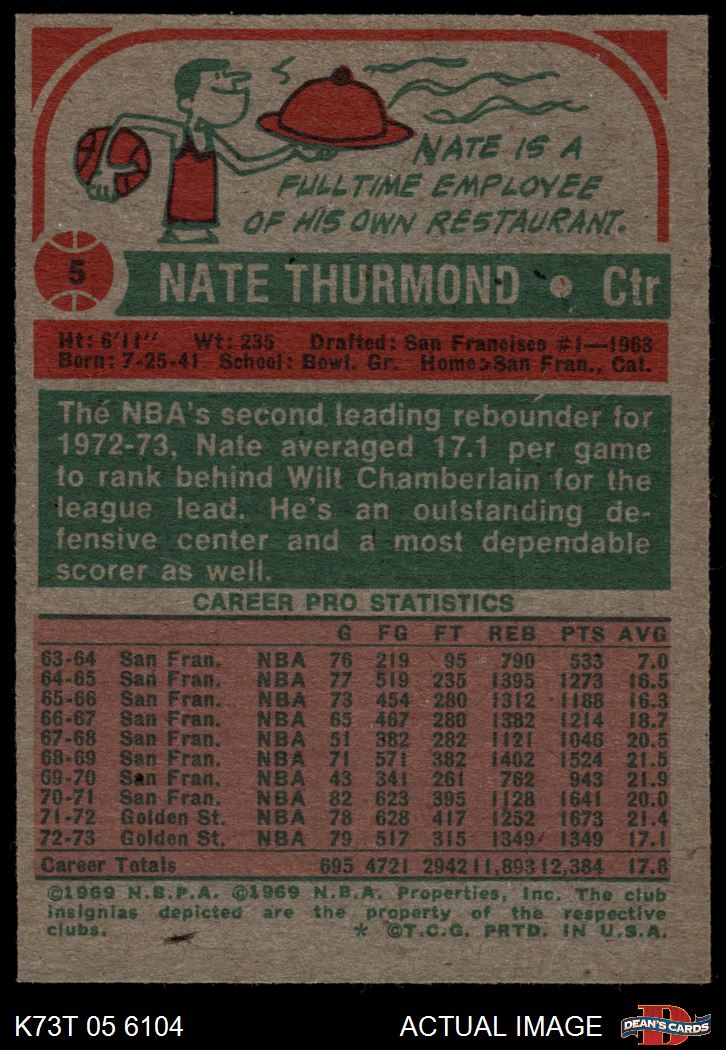 NATE IS A
FULLTIME EMPLOYEE
OF HIS OWN RESTAURANT.
5
NATE THURMOND • Ctr
Ht: 6'11" Wt: 235 Drafted: San Francisco #1—1963
Born: 7-25-41 School: Bowl. Gr. Home: San Fran., Cal.
The NBA's second leading rebounder for
1972-73, Nate averaged 17.1 per game
to rank behind Wilt Chamberlain for the
league lead. He's an outstanding de-
fensive center and a most dependable
scorer as well.
CAREER PRO STATISTICS
G FG FT REB PTS AVG
63-64 San Fran. NBA 76 219 95 790 533 7.0
64-65 San Fran. NBA 77 519 235 1395 1273 16.5
65-66 San Fran. NBA 73 454 280 1312 1188 16.3
66-67 San Fran. NBA 65 467 280 1382 1214 18.7
67-68 San Fran. NBA 51 382 282 1121 1046 20.5
68-69 San Fran. NBA 71 571 382 1402 1524 21.5
69-70 San Fran. NBA 43 341 261 762 943 21.9
70-71 San Fran. NBA 82 623 395 1128 1641 20.0
71-72 Golden St. NBA 78 628 417 1252 1673 21.4
72-73 Golden St. NBA 79 517 315 1349 1349 17.1
Career Totals 695 4721 2942 11,893 12,384 17.8
©1969 N.B.P.A. ©1969 N.B.A. Properties, Inc. The club
insignias depicted are the property of the respective
clubs. * ©T.C.G. PRTD. IN U.S.A.
K73T 05 6104 ACTUAL IMAGE DEAN'S CARDS